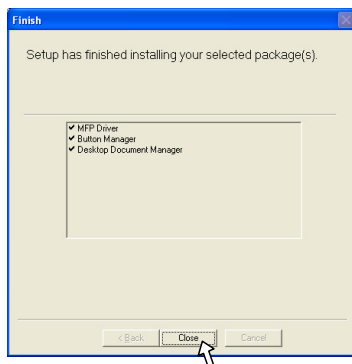 Finish
Setup has finished installing your selected package(s).
✔ MFP Driver
✔ Button Manager
✔ Desktop Document Manager
< Back Close Cancel